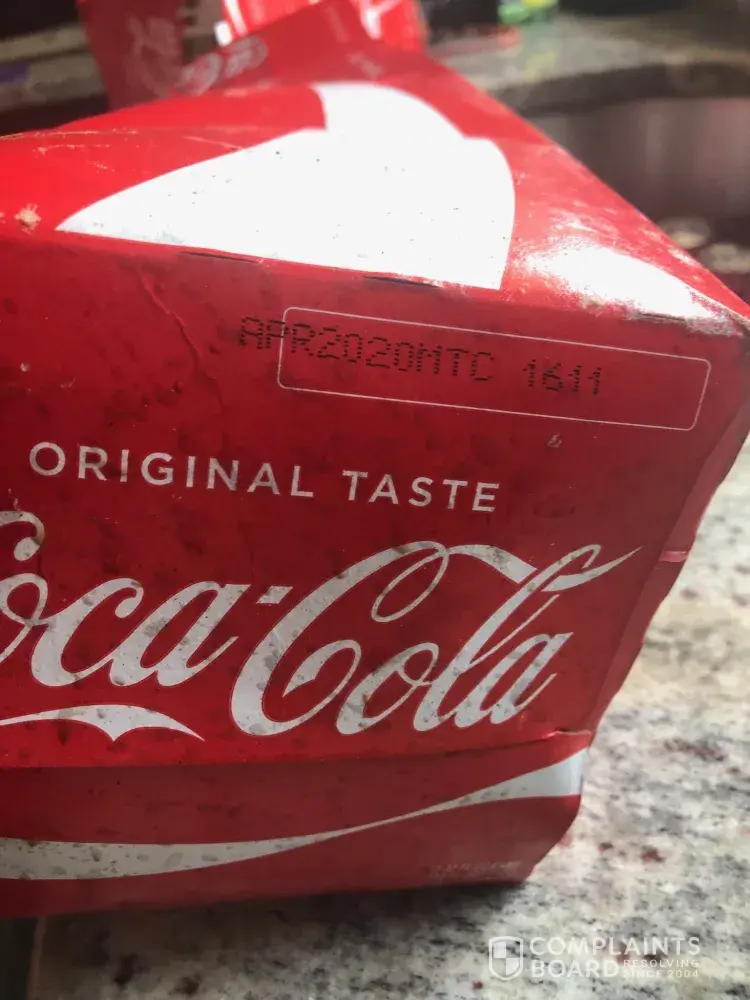 APR2020MTC 1611
ORIGINAL TASTE
Coca-Cola
COMPLAINTS
BOARD RESOLVING
SINCE 2004